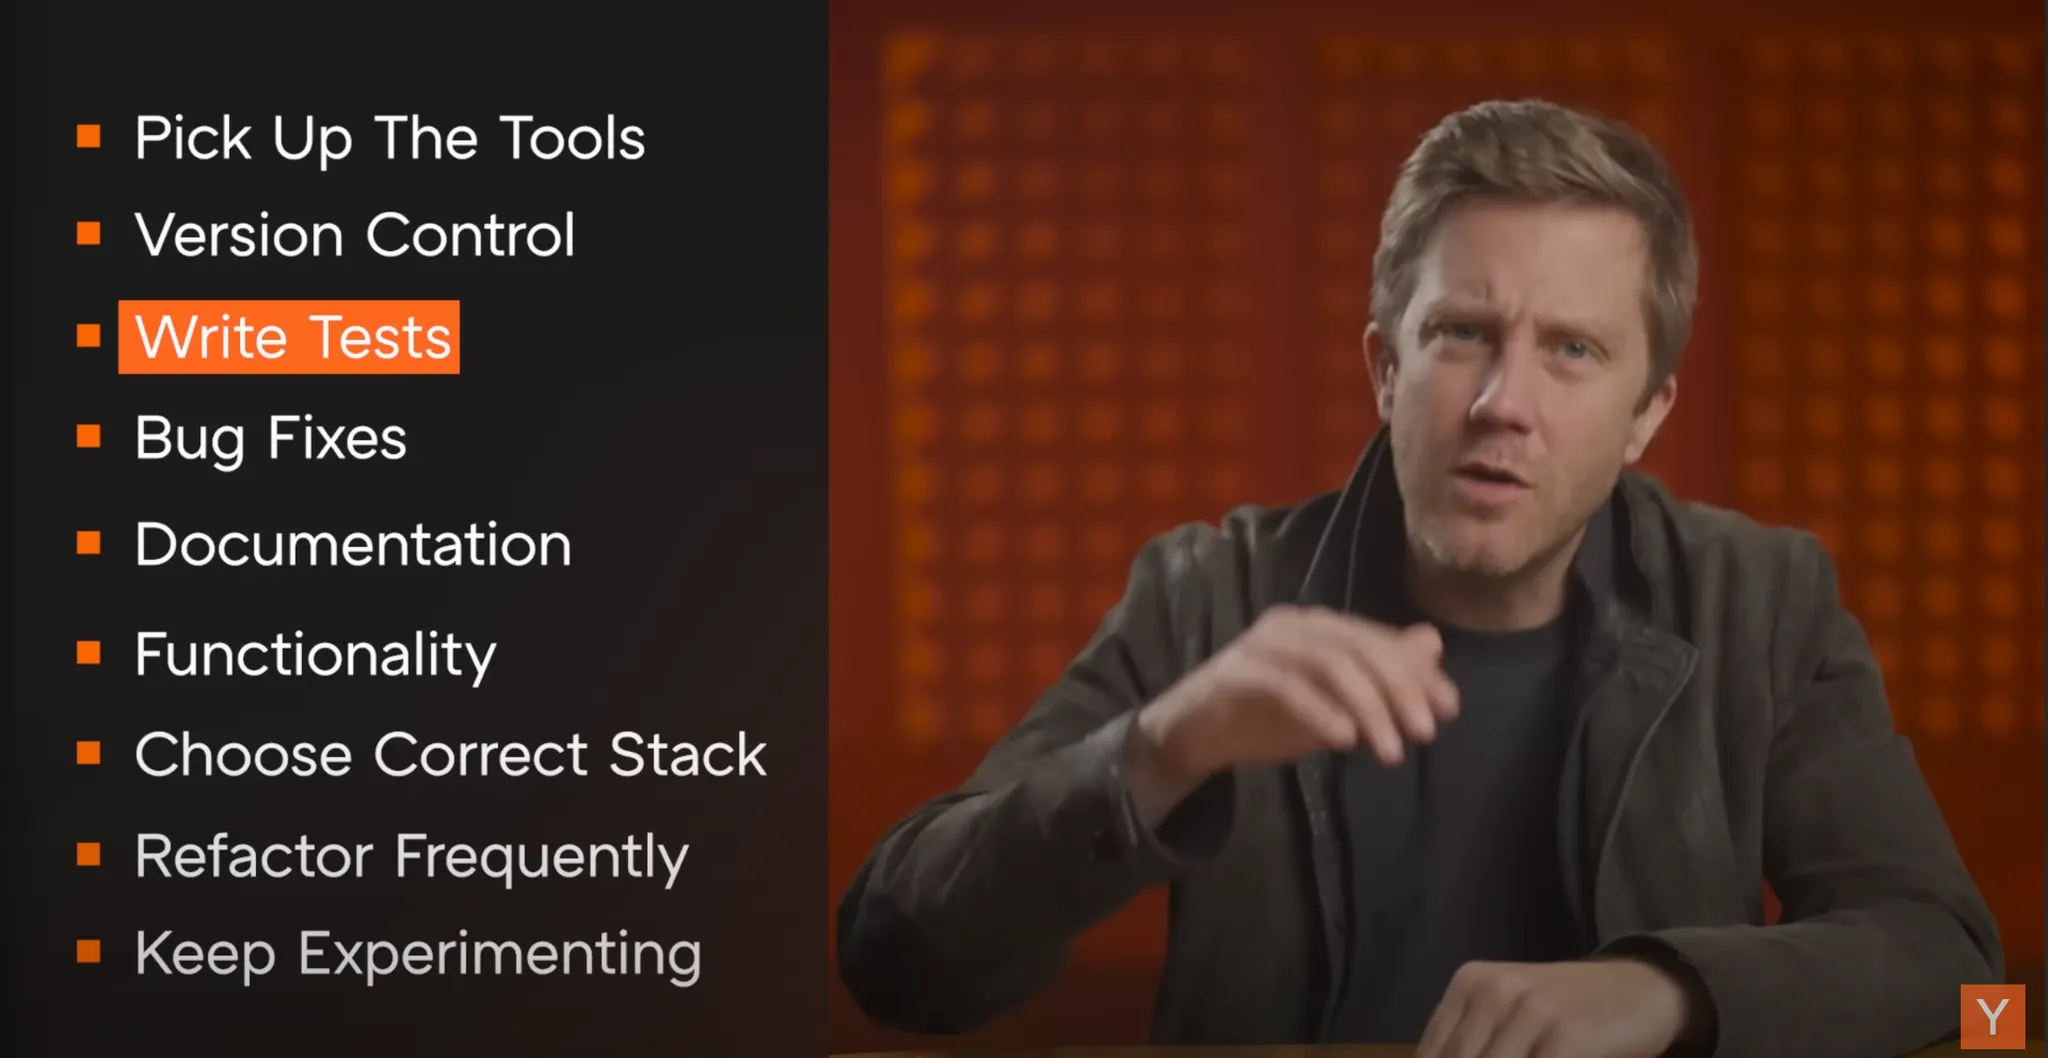 Pick Up The Tools
Version Control
Write Tests
Bug Fixes
Documentation
Functionality
Choose Correct Stack
Refactor Frequently
Keep Experimenting
Y